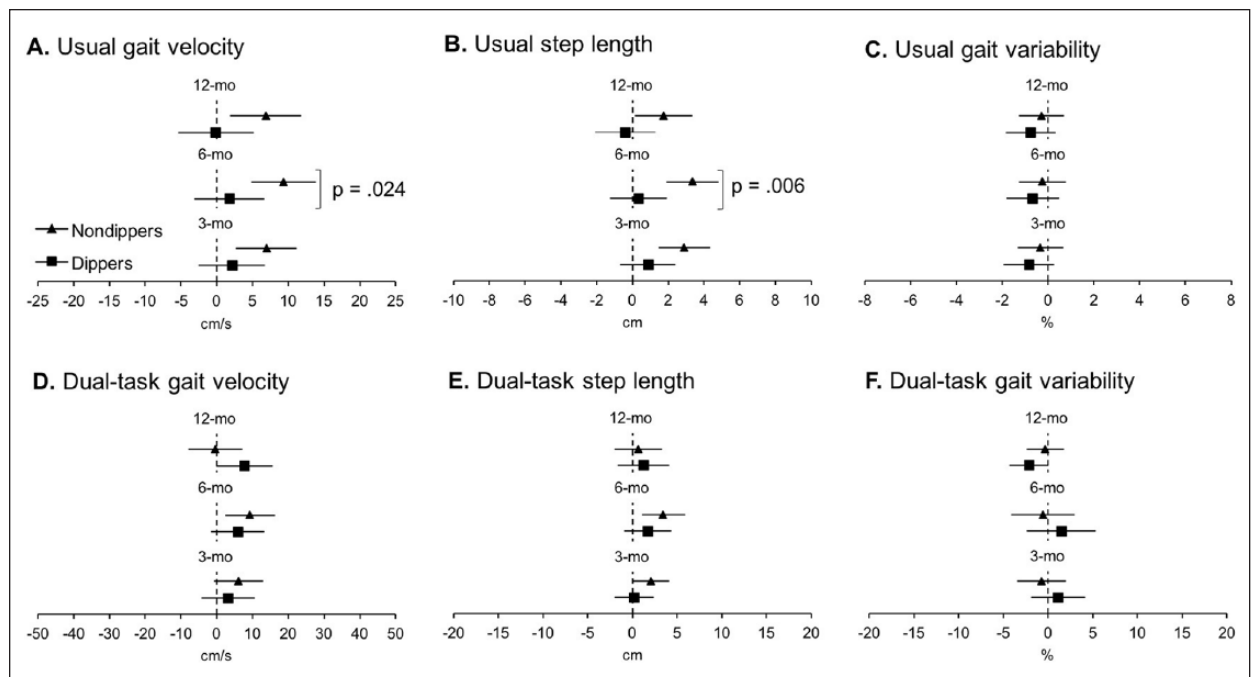 A. Usual gait velocity
12-mo
6-mo
p = .024
3-mo
Nondippers
Dippers
-25 -20 -15 -10 -5 0 5 10 15 20 25
cm/s
B. Usual step length
12-mo
6-mo
p = .006
3-mo
-10 -8 -6 -4 -2 0 2 4 6 8 10
cm
C. Usual gait variability
12-mo
6-mo
3-mo
-8 -6 -4 -2 0 2 4 6 8
%
D. Dual-task gait velocity
12-mo
6-mo
3-mo
-50 -40 -30 -20 -10 0 10 20 30 40 50
cm/s
E. Dual-task step length
12-mo
6-mo
3-mo
-20 -15 -10 -5 0 5 10 15 20
cm
F. Dual-task gait variability
12-mo
6-mo
3-mo
-20 -15 -10 -5 0 5 10 15 20
%